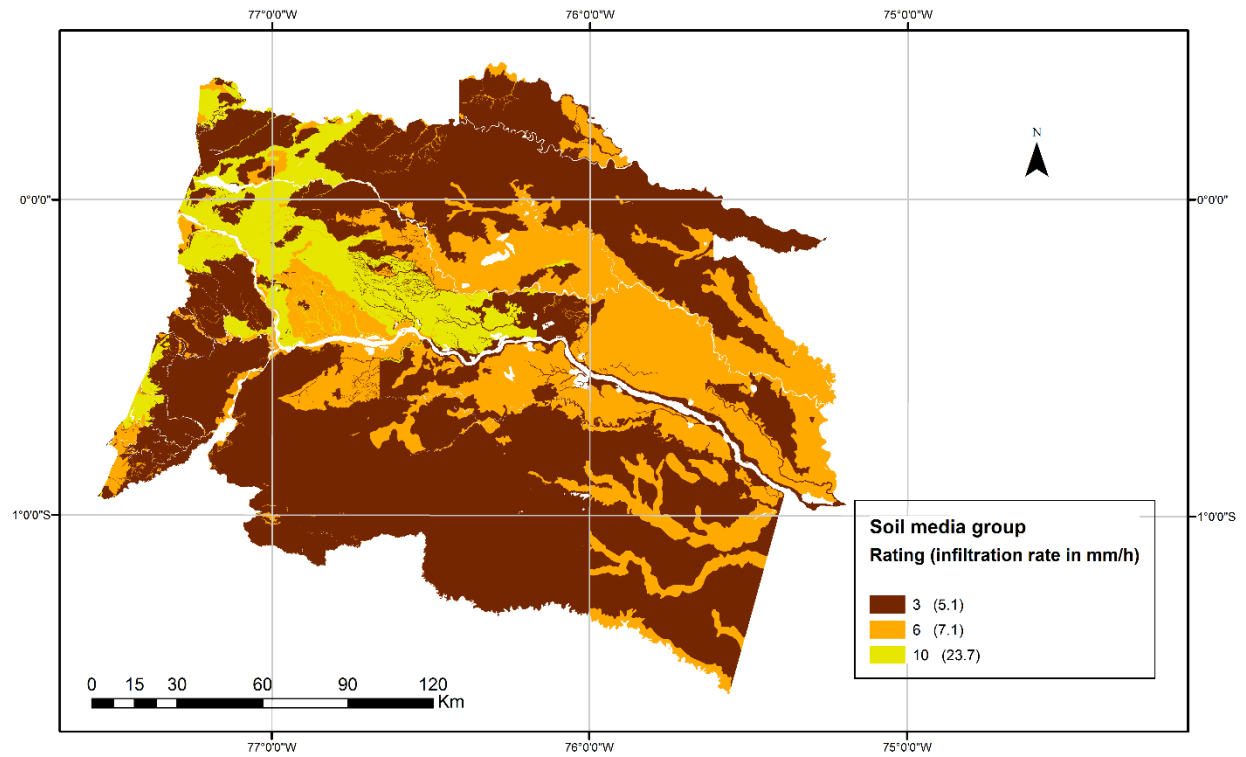 77°0'0"W 76°0'0"W 75°0'0"W
N
0°0'0" 0°0'0"
1°0'0"S 1°0'0"S
Soil media group
Rating (infiltration rate in mm/h)
3 (5.1)
6 (7.1)
10 (23.7)
0 15 30 60 90 120
Km
77°0'0"W 76°0'0"W 75°0'0"W